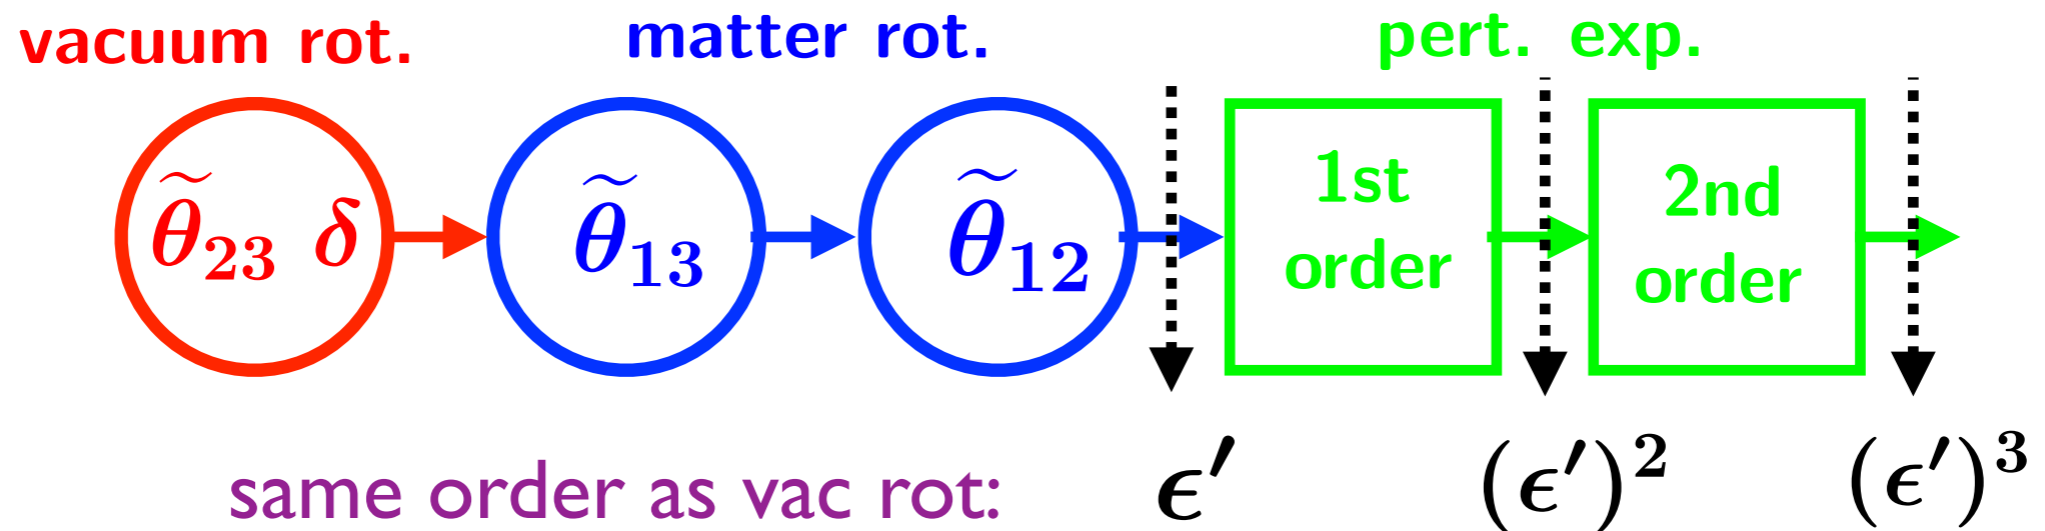 vacuum rot. matter rot. pert. exp.
θ̃₂₃ δ
θ̃₁₃
θ̃₁₂
1st
order
2nd
order
same order as vac rot: ϵ′ (ϵ′)² (ϵ′)³